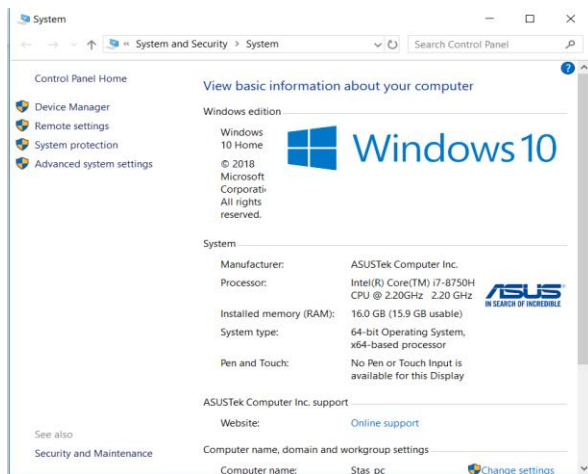 System
« System and Security > System
Search Control Panel
Control Panel Home
Device Manager
Remote settings
System protection
Advanced system settings
See also
Security and Maintenance
?
View basic information about your computer
Windows edition
Windows
10 Home
© 2018
Microsoft
Corporati
All rights
reserved.
Windows 10
System
Manufacturer: ASUSTek Computer Inc.
Processor: Intel(R) Core(TM) i7-8750H
CPU @ 2.20GHz 2.20 GHz
Installed memory (RAM): 16.0 GB (15.9 GB usable)
System type: 64-bit Operating System,
x64-based processor
Pen and Touch: No Pen or Touch Input is
available for this Display
ASUS
IN SEARCH OF INCREDIBLE
ASUSTek Computer Inc. support
Website: Online support
Computer name, domain and workgroup settings
Computer name: Stas_pc Change settings